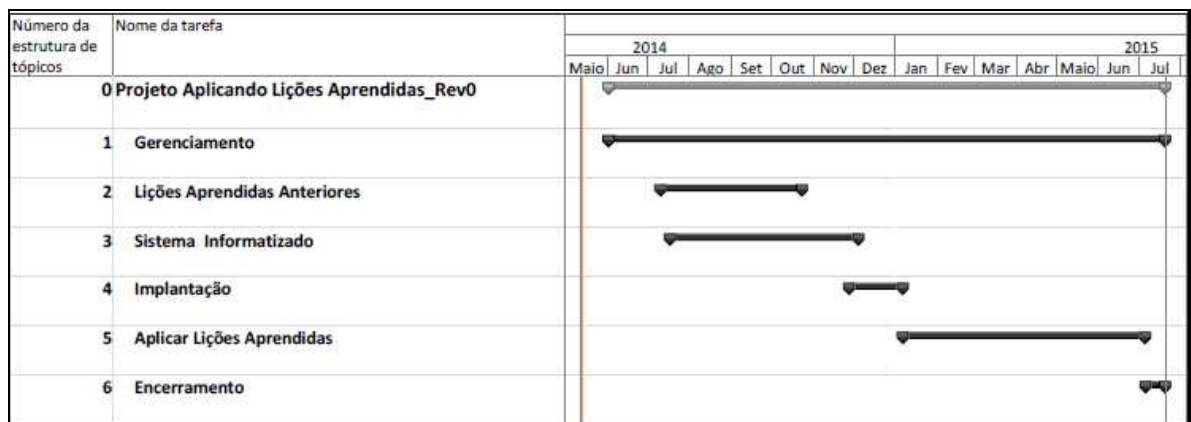 Número da estrutura de tópicos
Nome da tarefa
2014
2015
Maio Jun Jul Ago Set Out Nov Dez Jan Fev Mar Abr Maio Jun Jul
0 Projeto Aplicando Lições Aprendidas_Rev0
1 Gerenciamento
2 Lições Aprendidas Anteriores
3 Sistema Informatizado
4 Implantação
5 Aplicar Lições Aprendidas
6 Encerramento